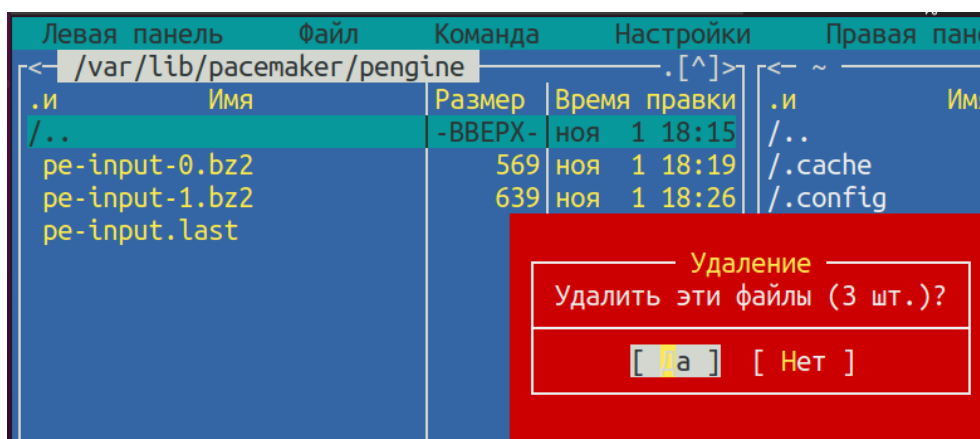 Левая панель Файл Команда Настройки Правая пан
<- /var/lib/pacemaker/pengine .[^]> <- ~
.и Имя Размер Время правки .и Им
/.. -ВВЕРХ- ноя 1 18:15 /..
pe-input-0.bz2 569 ноя 1 18:19 /.cache
pe-input-1.bz2 639 ноя 1 18:26 /.config
pe-input.last
Удаление
Удалить эти файлы (3 шт.)?
[ Да ] [ Нет ]